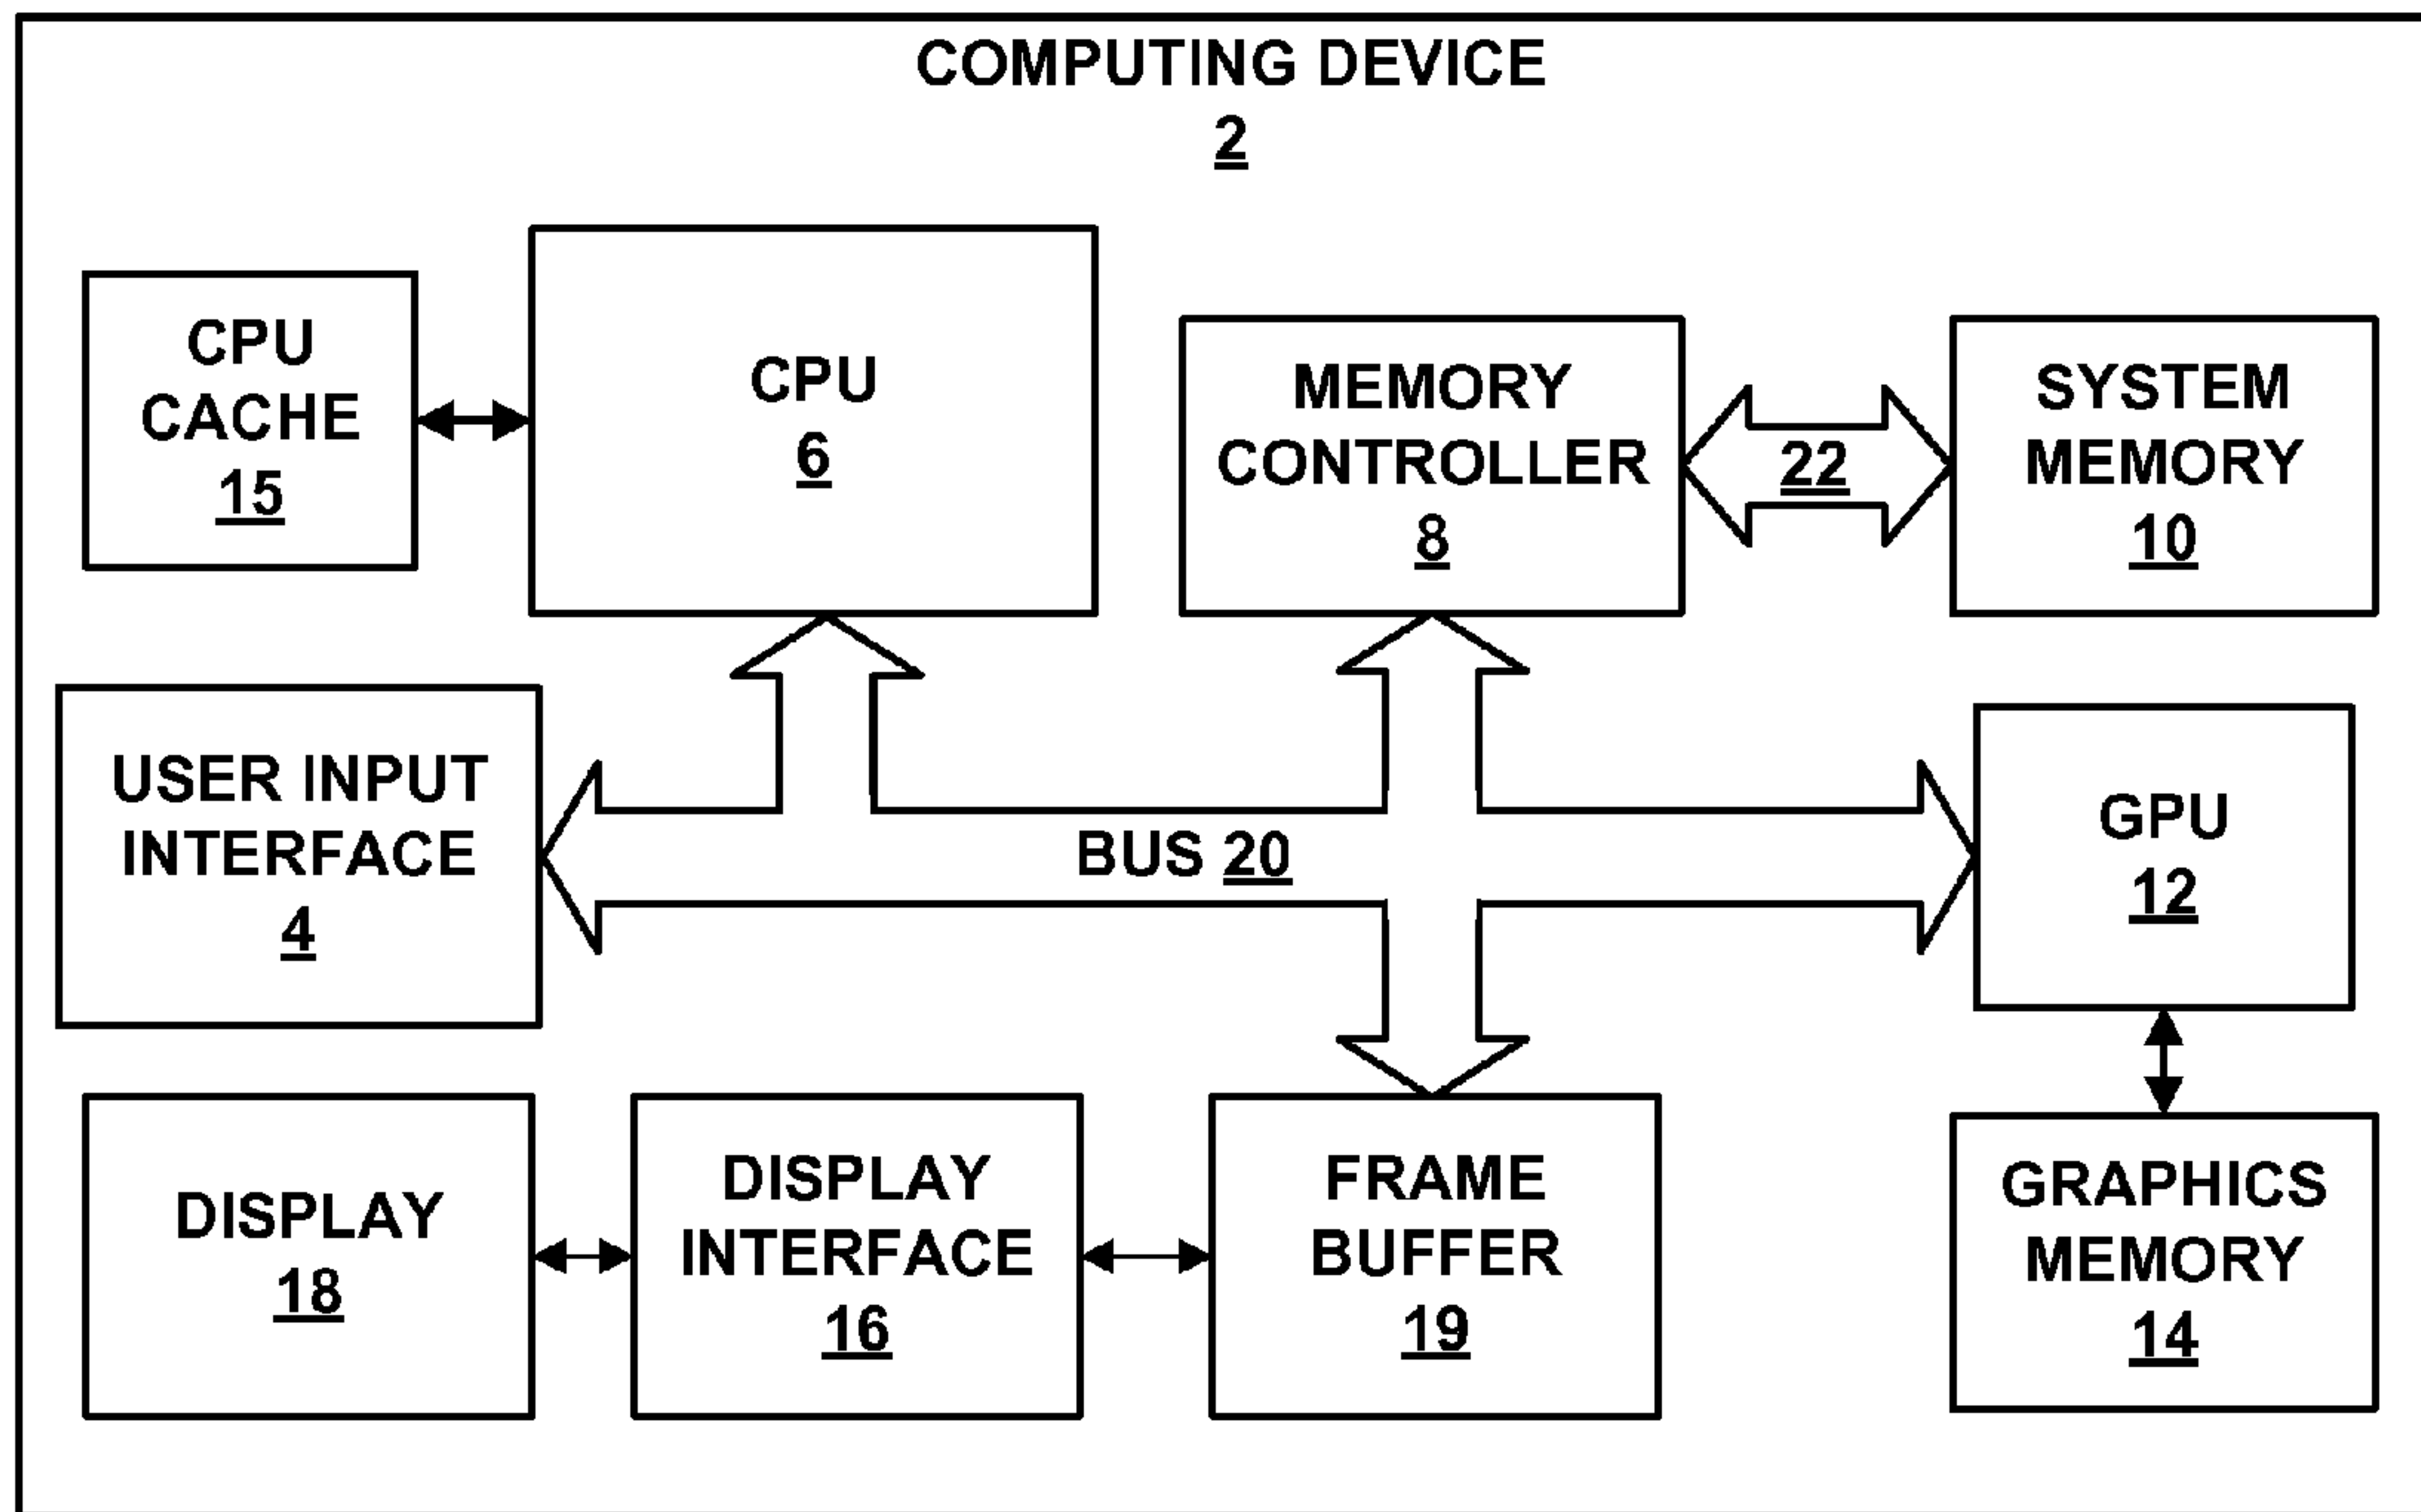 COMPUTING DEVICE
2
CPU
CACHE
15
CPU
6
MEMORY
CONTROLLER
8
22
SYSTEM
MEMORY
10
USER INPUT
INTERFACE
4
BUS 20
GPU
12
DISPLAY
18
DISPLAY
INTERFACE
16
FRAME
BUFFER
19
GRAPHICS
MEMORY
14